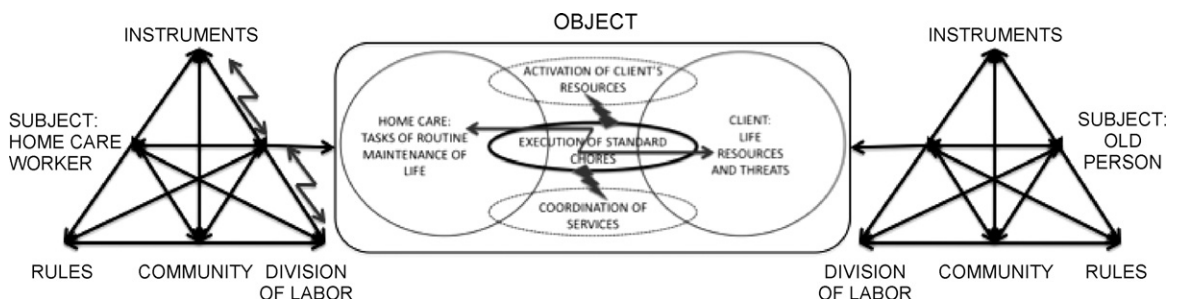 OBJECT
INSTRUMENTS
SUBJECT:
HOME CARE
WORKER
RULES
COMMUNITY
DIVISION
OF LABOR
ACTIVATION OF CLIENT'S
RESOURCES
HOME CARE:
TASKS OF ROUTINE
MAINTENANCE OF
LIFE
EXECUTION OF STANDARD
CHORES
CLIENT:
LIFE
RESOURCES
AND THREATS
COORDINATION OF
SERVICES
INSTRUMENTS
SUBJECT:
OLD
PERSON
DIVISION
OF LABOR
COMMUNITY
RULES